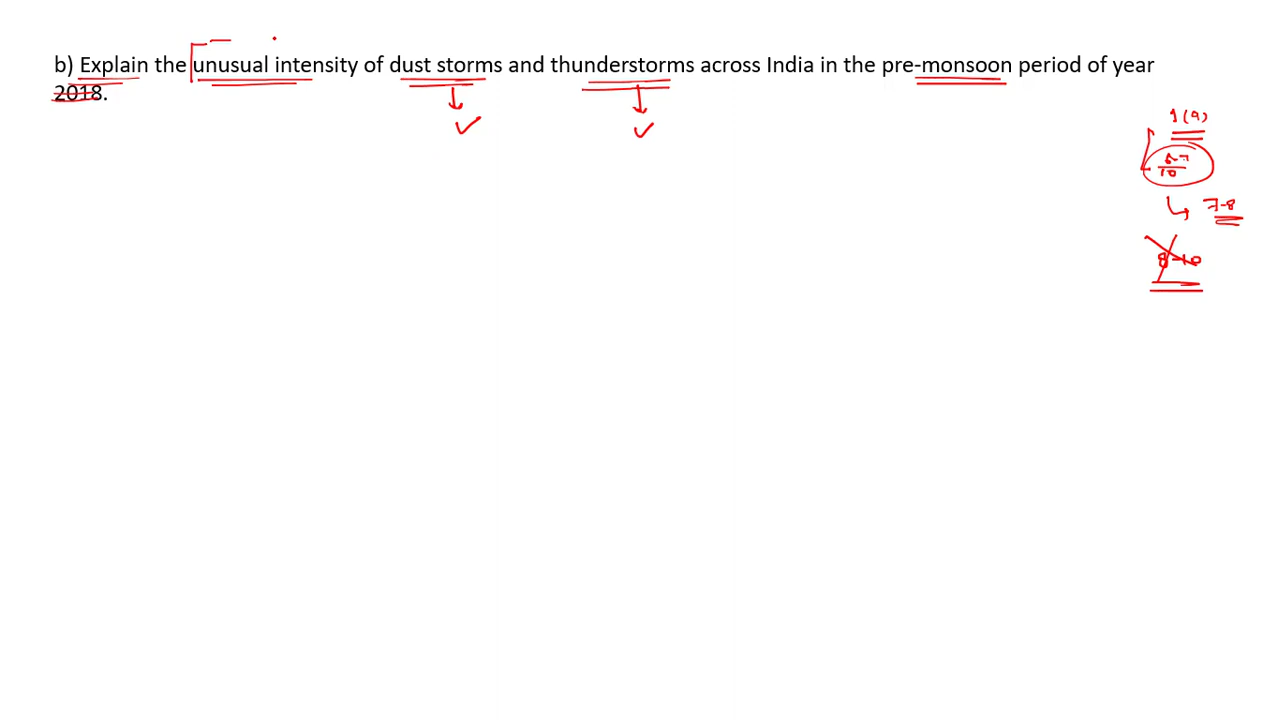 b) Explain the unusual intensity of dust storms and thunderstorms across India in the pre-monsoon period of year
2018.
1(a)
10
7-8
8-10